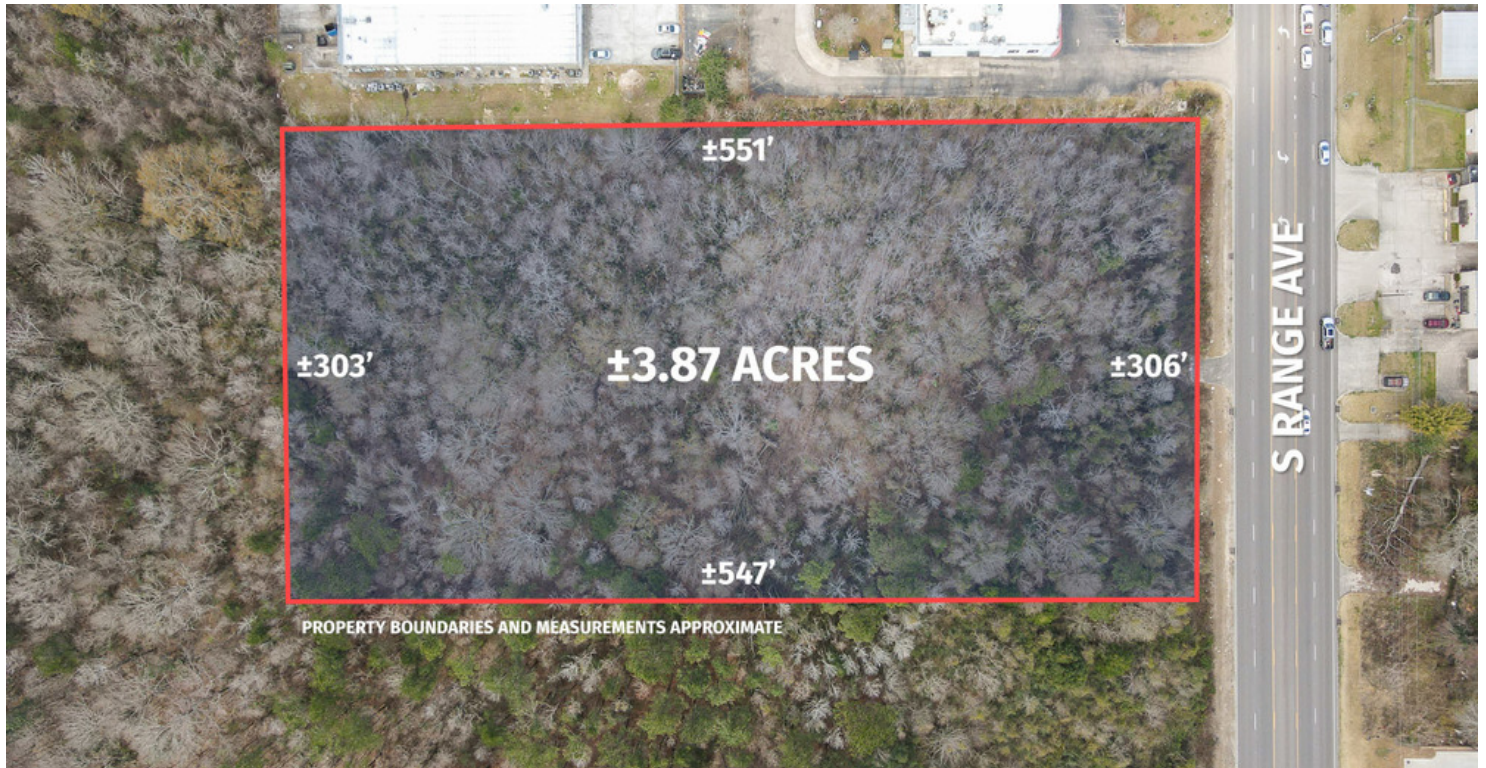 ±551’
±303’
±3.87 ACRES
±306’
S RANGE AVE
±547’
PROPERTY BOUNDARIES AND MEASUREMENTS APPROXIMATE